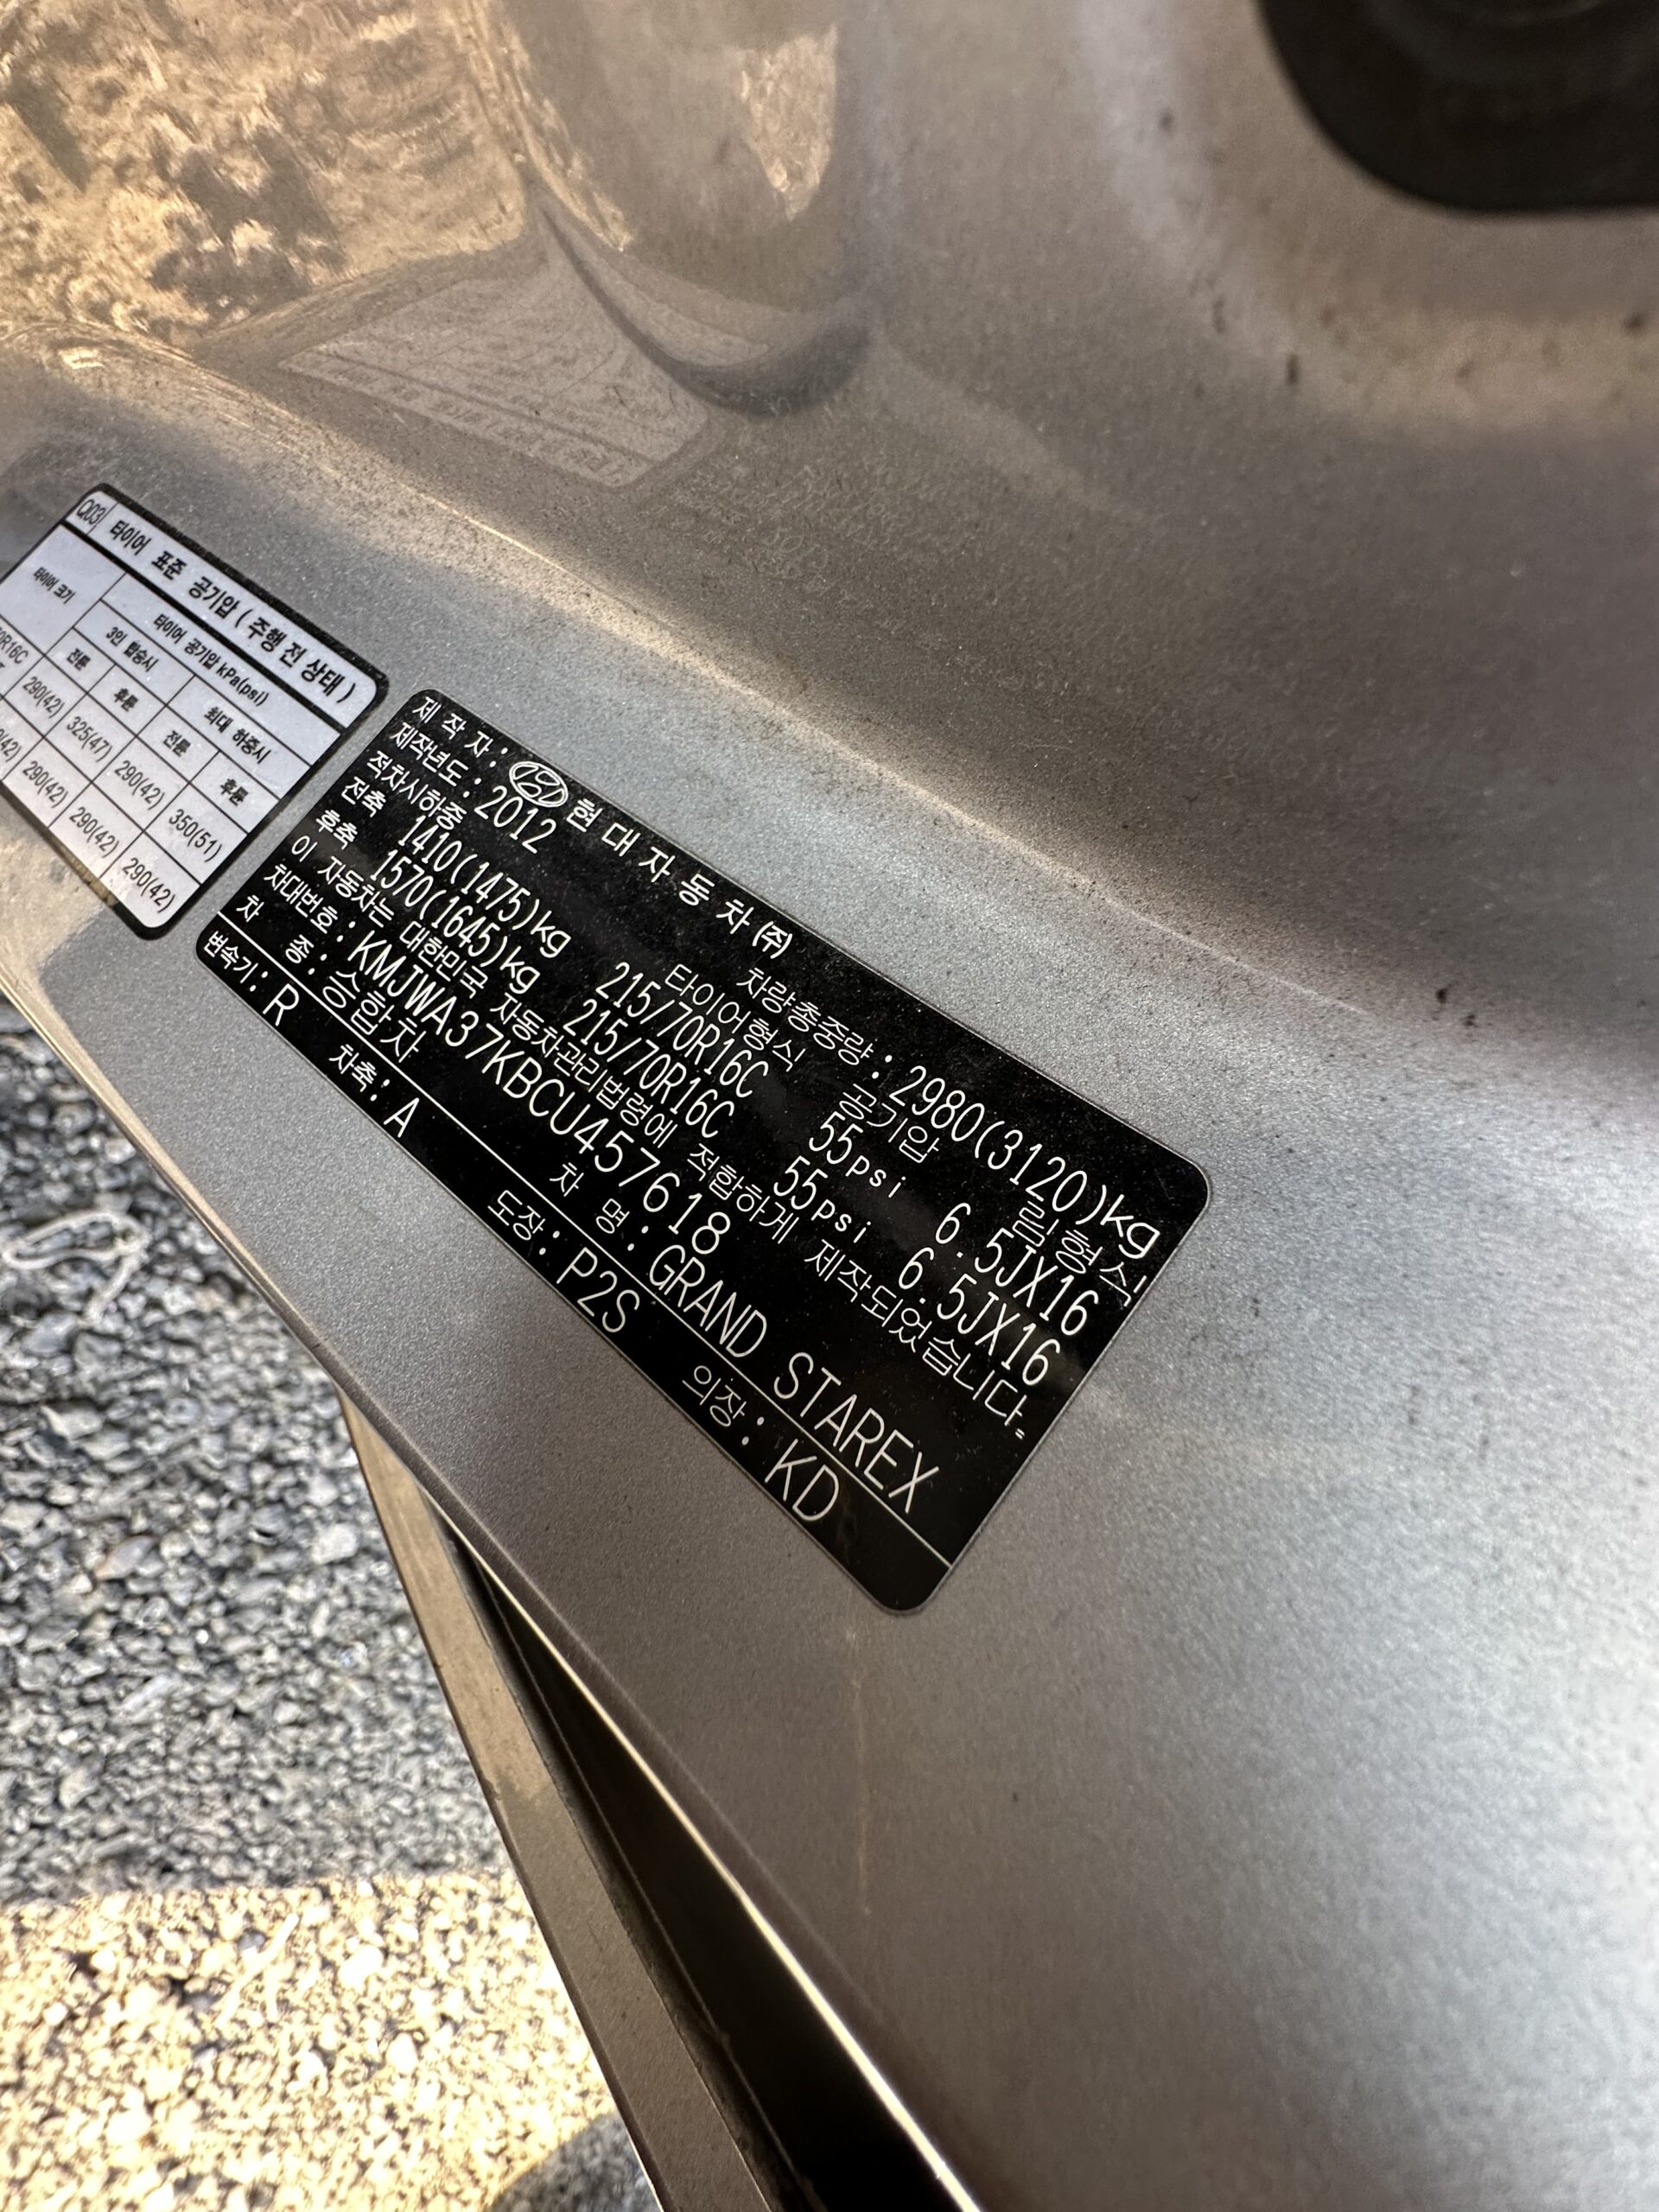 Q103 타이어 표준 공기압 ( 주행 전 상태 )
타이어 크기 타이어 공기압 kPa(psi)
3인 탑승시 최대 하중시
전륜 후륜 전륜 후륜
290(42) 325(47) 290(42) 350(51)
290(42) 290(42) 290(42)
제 작 자 : 현 대 자 동 차 (주)
제작년도 : 2012 차량총중량 : 2980(3120)kg
적차시하중 타이어형식 공기압 림형식
전축 1410(1475)kg 215/70R16C 55psi 6.5JX16
후축 1570(1645)kg 215/70R16C 55psi 6.5JX16
이 자동차는 대한민국 자동차관리법령에 적합하게 제작되었습니다.
차대번호 : KMJWA37KBCU457618
차 종 : 승합차 차 명 : GRAND STAREX
변속기: R 차축: A 도장: P2S 의장: KD